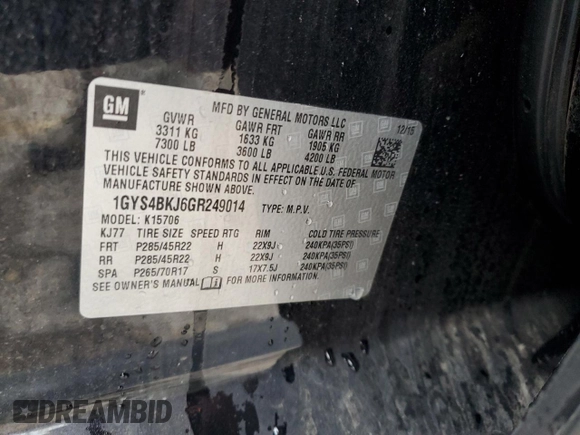 GM
MFD BY GENERAL MOTORS LLC
12/15
GVWR GAWR FRT GAWR RR
3311 KG 1633 KG 1905 KG
7300 LB 3600 LB 4200 LB
THIS VEHICLE CONFORMS TO ALL APPLICABLE U.S. FEDERAL
VEHICLE SAFETY STANDARDS IN EFFECT ON THE DATE OF
MANUFACTURE SHOWN ABOVE.
1GYS4BKJ6GR249014 TYPE: M.P.V.
MODEL: K15706
KJ77 TIRE SIZE SPEED RTG RIM COLD TIRE PRESSURE
FRT P285/45R22 H 22X9J 240KPA(35PSI)
RR P285/45R22 H 22X9J 240KPA(35PSI)
SPA P265/70R17 S 17X7.5J 240KPA(35PSI)
SEE OWNER'S MANUAL FOR MORE INFORMATION.
DREAMBID